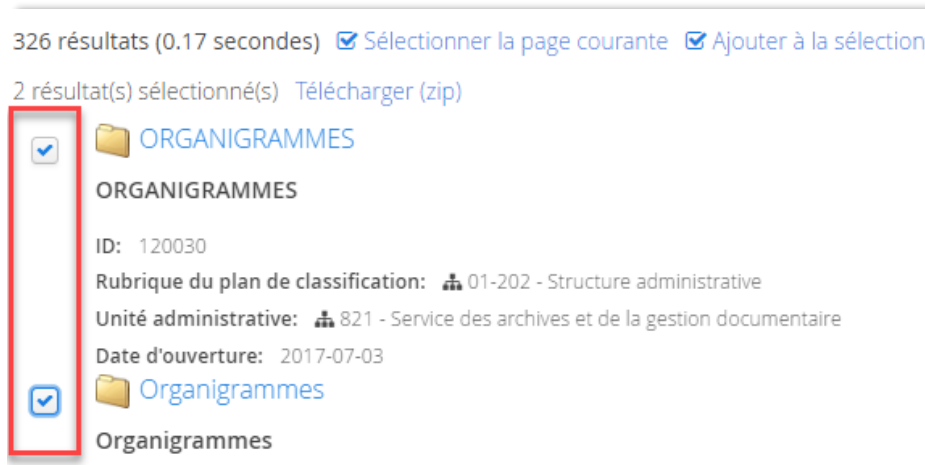 326 résultats (0.17 secondes) Sélectionner la page courante Ajouter à la sélection
2 résultat(s) sélectionné(s) Télécharger (zip)
ORGANIGRAMMES
ORGANIGRAMMES
ID: 120030
Rubrique du plan de classification: 01-202 - Structure administrative
Unité administrative: 821 - Service des archives et de la gestion documentaire
Date d'ouverture: 2017-07-03
Organigrammes
Organigrammes